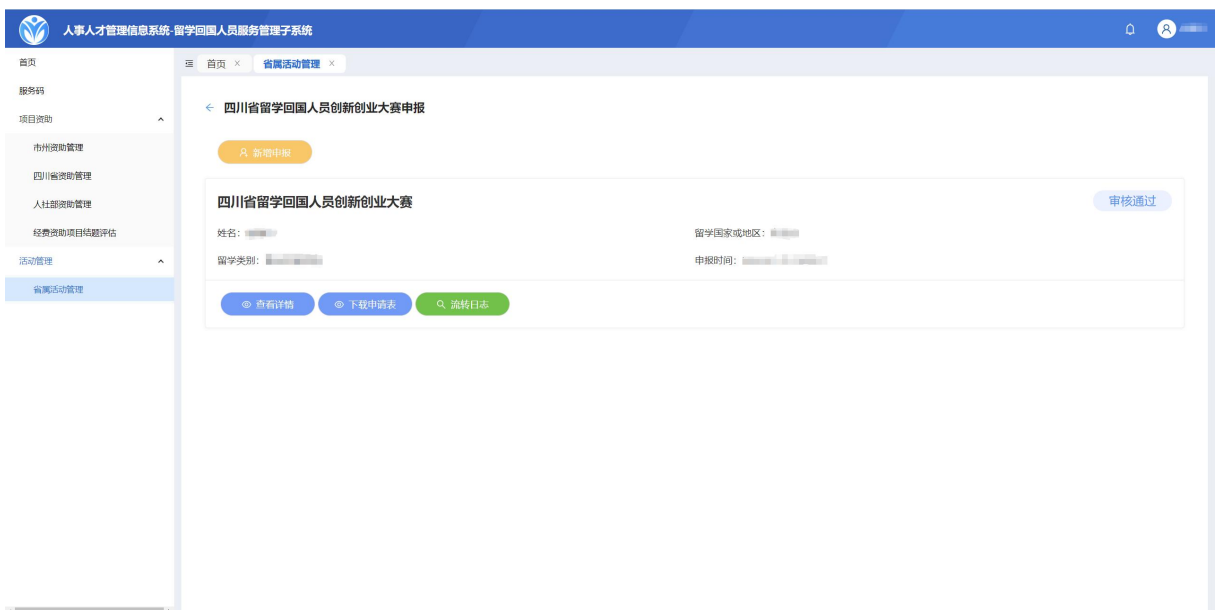 人事人才管理信息系统-留学回国人员服务管理子系统
首页
服务码
项目资助
市州资助管理
四川省资助管理
人社部资助管理
经费资助项目结题评估
活动管理
省属活动管理
首页 ×
省属活动管理 ×
← 四川省留学回国人员创新创业大赛申报
新增申报
四川省留学回国人员创新创业大赛
审核通过
姓名:
留学国家或地区:
留学类别:
申报时间:
查看详情
下载申请表
流转日志